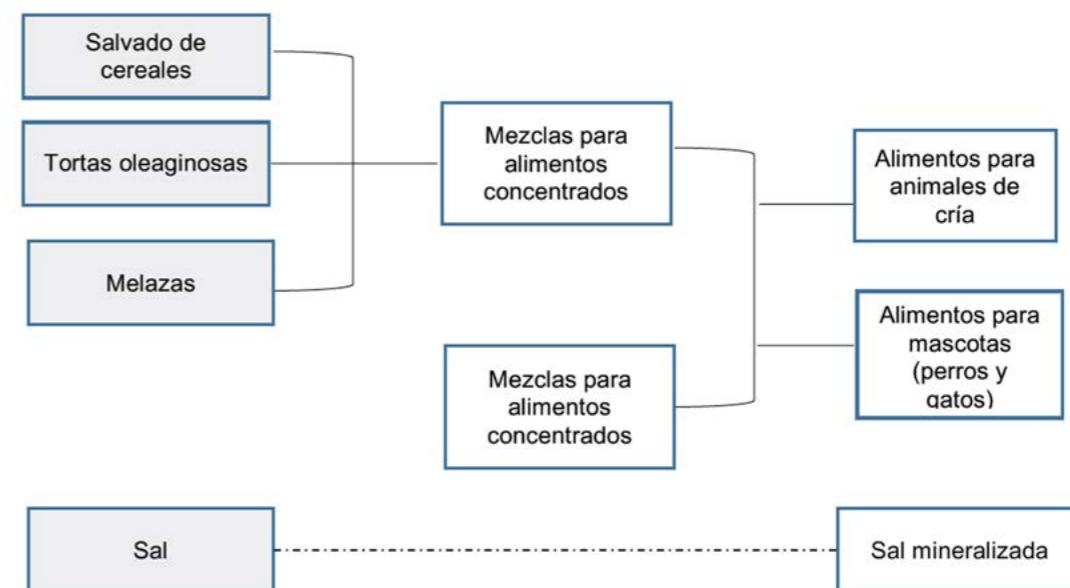 Salvado de
cereales
Tortas oleaginosas
Melazas
Mezclas para
alimentos
concentrados
Mezclas para
alimentos
concentrados
Alimentos para
animales de
cría
Alimentos para
mascotas
(perros y
gatos)
Sal
Sal mineralizada